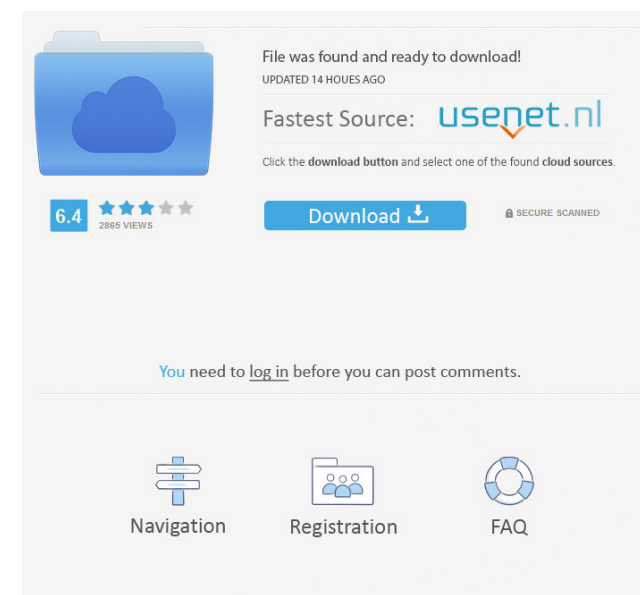 File was found and ready to download!
UPDATED 14 HOUES AGO
Fastest Source: usenet.nl
Click the download button and select one of the found cloud sources.
6.4
2865 VIEWS
Download
SECURE SCANNED
You need to log in before you can post comments.
Navigation
Registration
FAQ